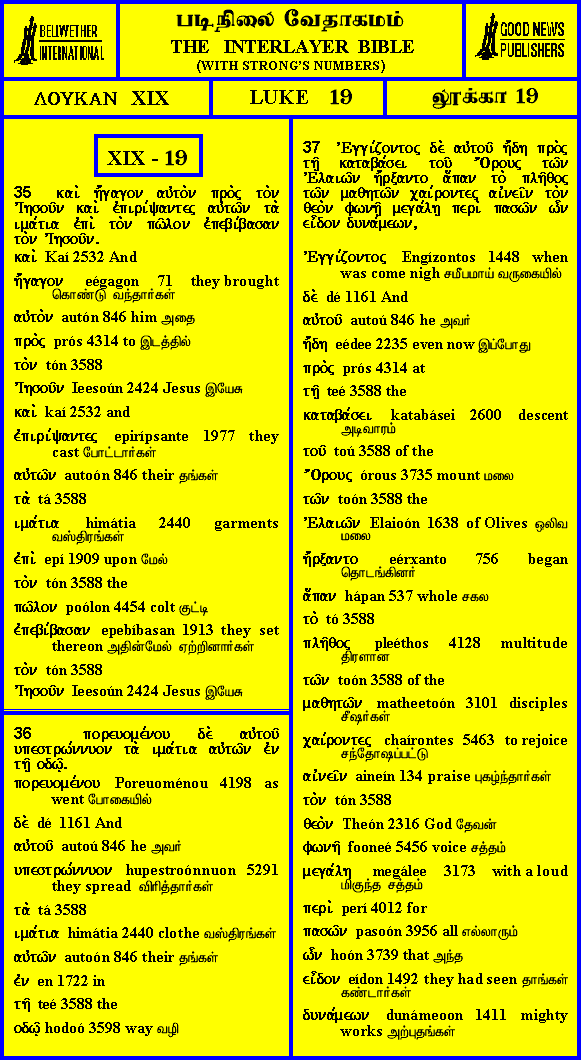 BELLWETHER
INTERNATIONAL
படிநிலை வேதாகமம்
THE INTERLAYER BIBLE
(WITH STRONG'S NUMBERS)
GOOD NEWS
PUBLISHERS
ΛΟΥΚΑΝ XIX
LUKE 19
லூக்கா 19
XIX - 19
35 καὶ ἤγαγον αὐτὸν πρὸς τὸν
Ἰησοῦν καὶ ἐπιρίψαντες αὐτῶν τὰ
ιμάτια ἐπὶ τὸν πῶλον ἐπεβίβασαν
τὸν Ἰησοῦν.
καὶ Kaí 2532 And
ἤγαγον eégagon 71 they brought
கொண்டு வந்தார்கள்
αὐτὸν autón 846 him அதை
πρὸς prós 4314 to இடத்தில்
τὸν tón 3588
Ἰησοῦν Ieesoún 2424 Jesus இயேசு
καὶ kaí 2532 and
ἐπιρίψαντες epirípsante 1977 they
cast போட்டார்கள்
αὐτῶν autoón 846 their தங்கள்
τὰ tá 3588
ιμάτια himátia 2440 garments
வஸ்திரங்கள்
ἐπὶ epí 1909 upon மேல்
τὸν tón 3588 the
πῶλον poólon 4454 colt குட்டி
ἐπεβίβασαν epebíbasan 1913 they set
thereon அதின்மேல் ஏற்றினார்கள்
τὸν tón 3588
Ἰησοῦν Ieesoún 2424 Jesus இயேசு
36 πορευομένου δὲ αὐτοῦ
υπεστρώννυον τὰ ιμάτια αὐτῶν ἐν
τῇ οδῷ.
πορευομένου Poreuoménou 4198 as
went போகையில்
δὲ dé 1161 And
αὐτοῦ autoú 846 he அவர்
υπεστρώννυον hupestroónnuon 5291
they spread விரித்தார்கள்
τὰ tá 3588
ιμάτια himátia 2440 clothe வஸ்திரங்கள்
αὐτῶν autoón 846 their தங்கள்
ἐν en 1722 in
τῇ teé 3588 the
οδῷ hodoó 3598 way வழி
37 Ἐγγίζοντος δὲ αὐτοῦ ἤδη πρὸς
τῇ καταβάσει τοῦ Ὄρους τῶν
Ἐλαιῶν ἤρξαντο ἅπαν τὸ πλῆθος
τῶν μαθητῶν χαίροντες αἰνεῖν τὸν
θεὸν φωνῇ μεγάλῃ περὶ πασῶν ὧν
εἶδον δυνάμεων,
Ἐγγίζοντος Engízontos 1448 when
was come nigh சமீபமாய் வருகையில்
δὲ dé 1161 And
αὐτοῦ autoú 846 he அவர்
ἤδη eédee 2235 even now இப்போது
πρὸς prós 4314 at
τῇ teé 3588 the
καταβάσει katabásei 2600 descent
அடிவாரம்
τοῦ toú 3588 of the
Ὄρους órous 3735 mount மலை
τῶν toón 3588 the
Ἐλαιῶν Elaioón 1638 of Olives ஒலிவ
மலை
ἤρξαντο eérxanto 756 began
தொடங்கினர்
ἅπαν hápan 537 whole சகல
τὸ tó 3588
πλῆθος pleéthos 4128 multitude
திரளான
τῶν toón 3588 of the
μαθητῶν matheetoón 3101 disciples
சீஷர்கள்
χαίροντες chaírontes 5463 to rejoice
சந்தோஷப்பட்டு
αἰνεῖν aineín 134 praise புகழ்ந்தார்கள்
τὸν tón 3588
θεὸν Theón 2316 God தேவன்
φωνῇ fooneé 5456 voice சத்தம்
μεγάλῃ megálee 3173 with a loud
மிகுந்த சத்தம்
περὶ perí 4012 for
πασῶν pasoón 3956 all எல்லாரும்
ὧν hoón 3739 that அந்த
εἶδον eídon 1492 they had seen தாங்கள்
கண்டார்கள்
δυνάμεων dunámeoon 1411 mighty
works அற்புதங்கள்